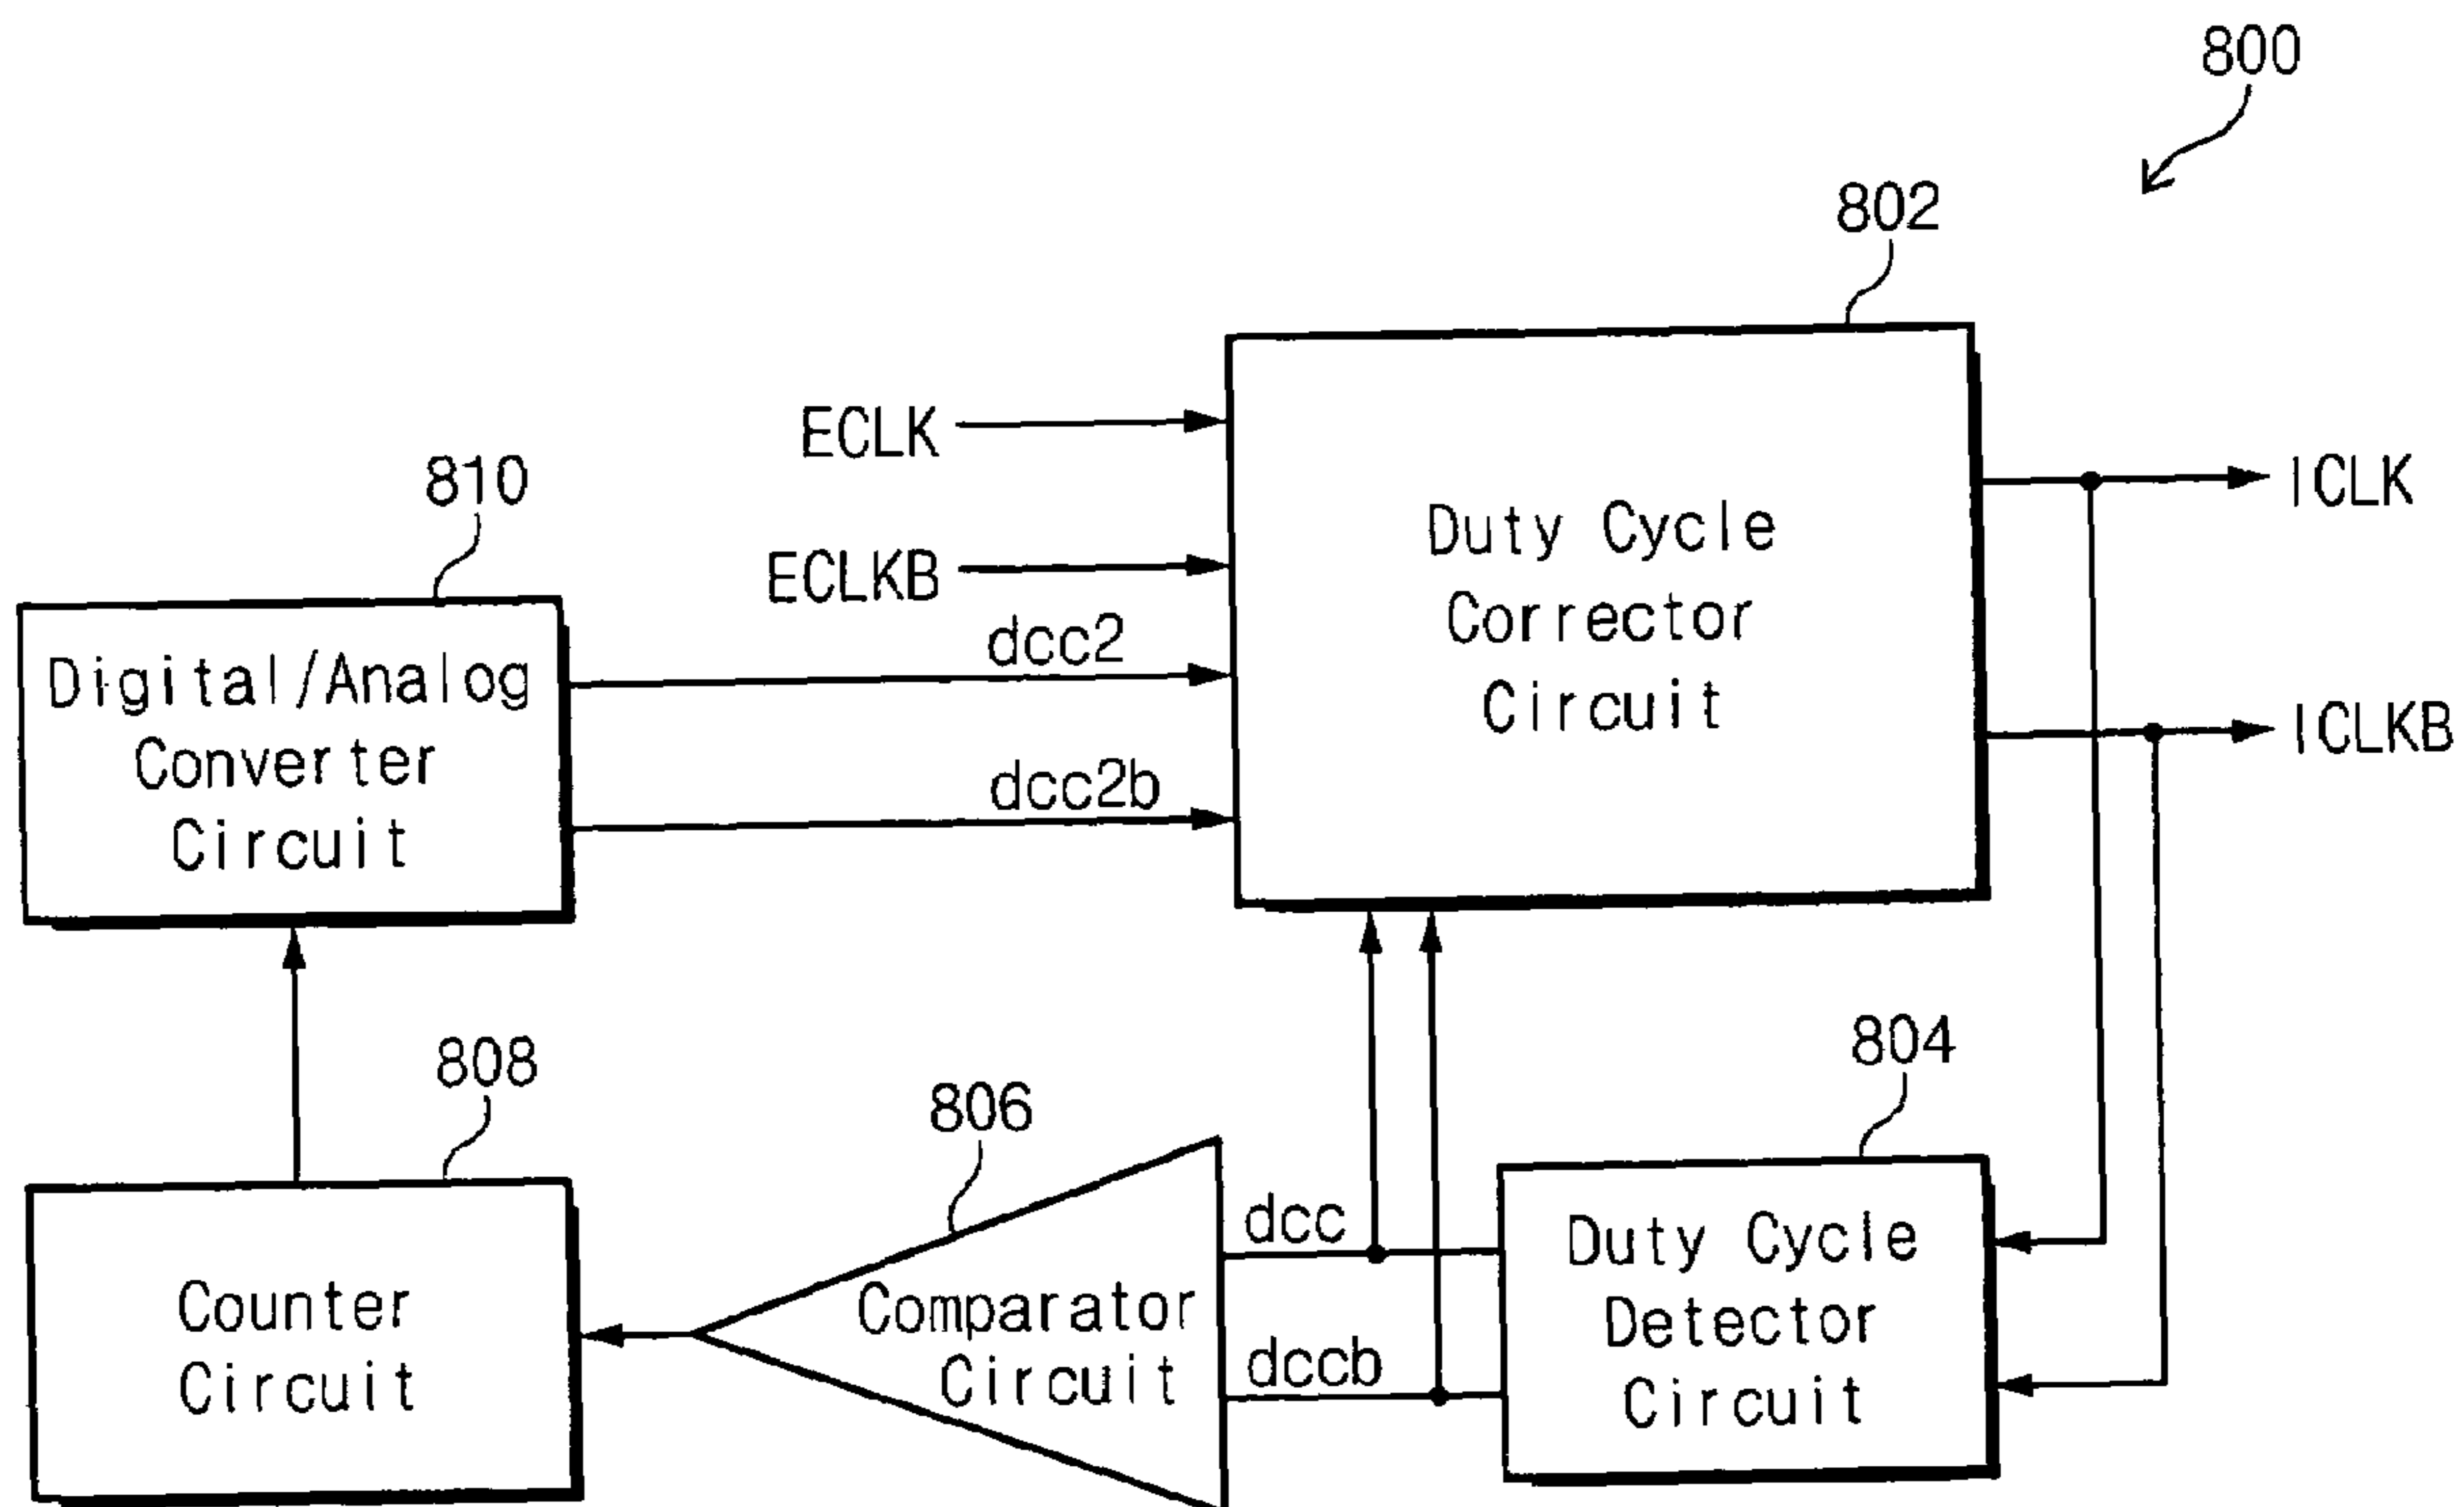 800
802
ECLK
ICLK
810
Duty Cycle
Corrector
Circuit
ECLKB
dcc2
Digital/Analog
Converter
Circuit
ICLKB
dcc2b
808
804
806
dcc
Duty Cycle
Detector
Circuit
Counter
Circuit
Comparator
Circuit
dccb